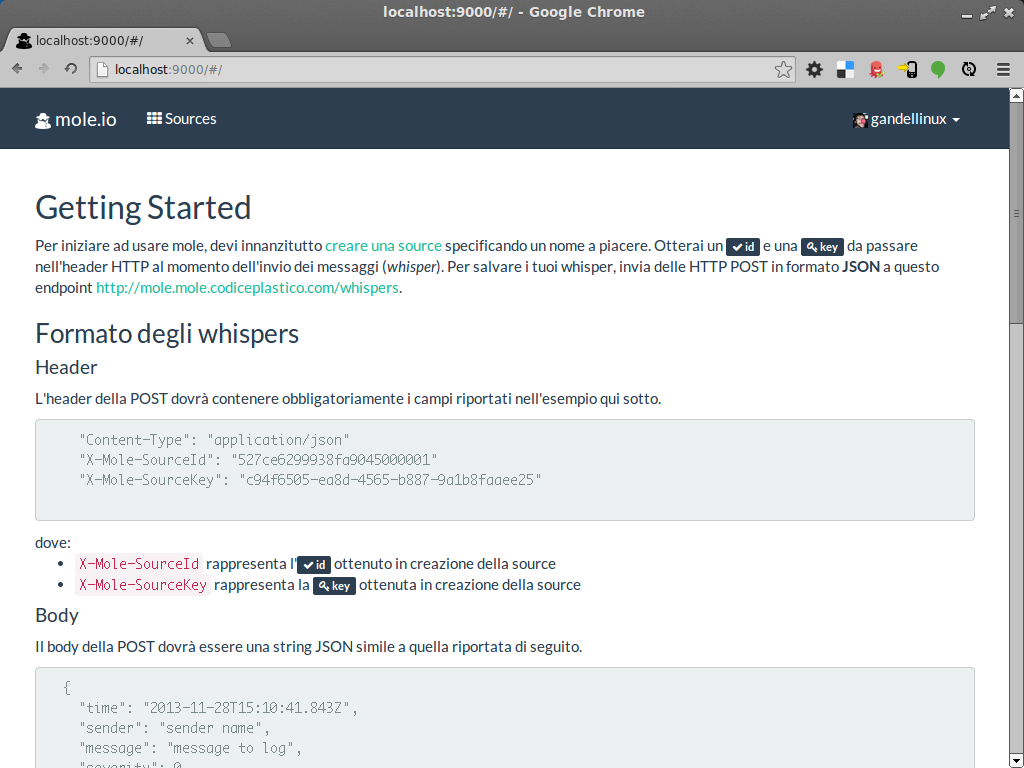 localhost:9000/#/ - Google Chrome
localhost:9000/#/
localhost:9000/#/
mole.io Sources gandellinux
Getting Started
Per iniziare ad usare mole, devi innanzitutto creare una source specificando un nome a piacere. Otterai un id e una key da passare
nell'header HTTP al momento dell'invio dei messaggi (whisper). Per salvare i tuoi whisper, invia delle HTTP POST in formato JSON a questo
endpoint http://mole.mole.codiceplastico.com/whispers.
Formato degli whispers
Header
L'header della POST dovrà contenere obbligatoriamente i campi riportati nell'esempio qui sotto.
"Content-Type": "application/json"
"X-Mole-SourceId": "527ce6299938fa9045000001"
"X-Mole-SourceKey": "c94f6505-ea8d-4565-b887-9a1b8faaee25"
dove:
• X-Mole-SourceId rappresenta l'id ottenuto in creazione della source
• X-Mole-SourceKey rappresenta la key ottenuta in creazione della source
Body
Il body della POST dovrà essere una string JSON simile a quella riportata di seguito.
{
"time": "2013-11-28T15:10:41.843Z",
"sender": "sender name",
"message": "message to log",
"severity": 0